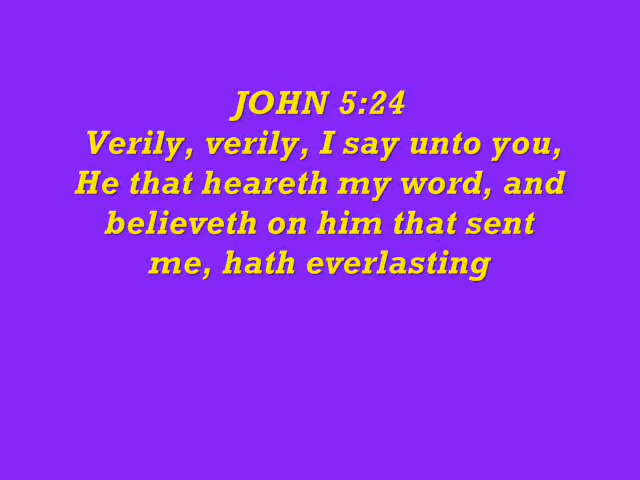 JOHN 5:24
Verily, verily, I say unto you,
He that heareth my word, and
believeth on him that sent
me, hath everlasting